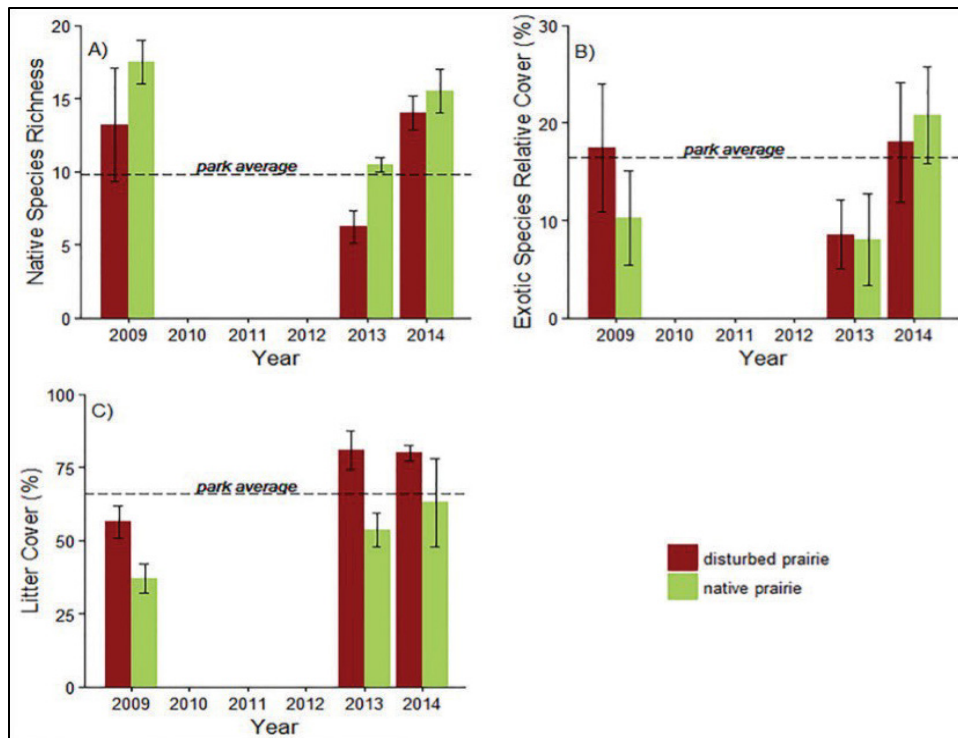 A)
Native Species Richness
20
15
10
5
0
park average
2009 2010 2011 2012 2013 2014
Year
B)
Exotic Species Relative Cover (%)
30
20
10
0
park average
2009 2010 2011 2012 2013 2014
Year
C)
Litter Cover (%)
100
75
50
25
0
park average
2009 2010 2011 2012 2013 2014
Year
disturbed prairie
native prairie